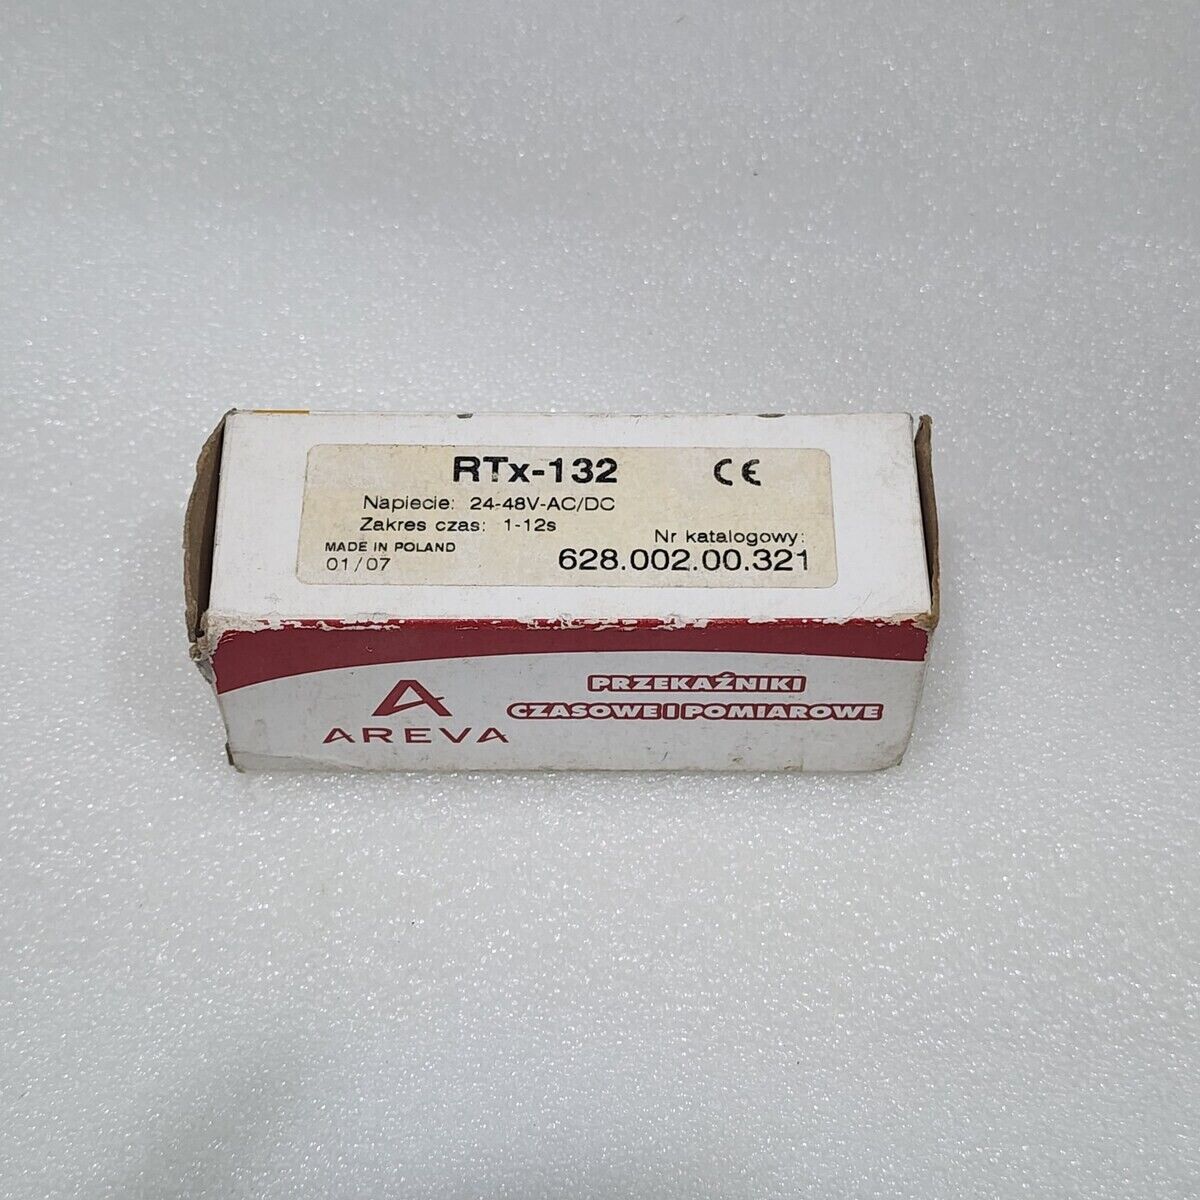 RTx-132 CE
Napiecie: 24-48V-AC/DC
Zakres czas: 1-12s
Nr katalogowy:
MADE IN POLAND
01/07
628.002.00.321
PRZEKAŹNIKI
CZASOWE I POMIAROWE
AREVA